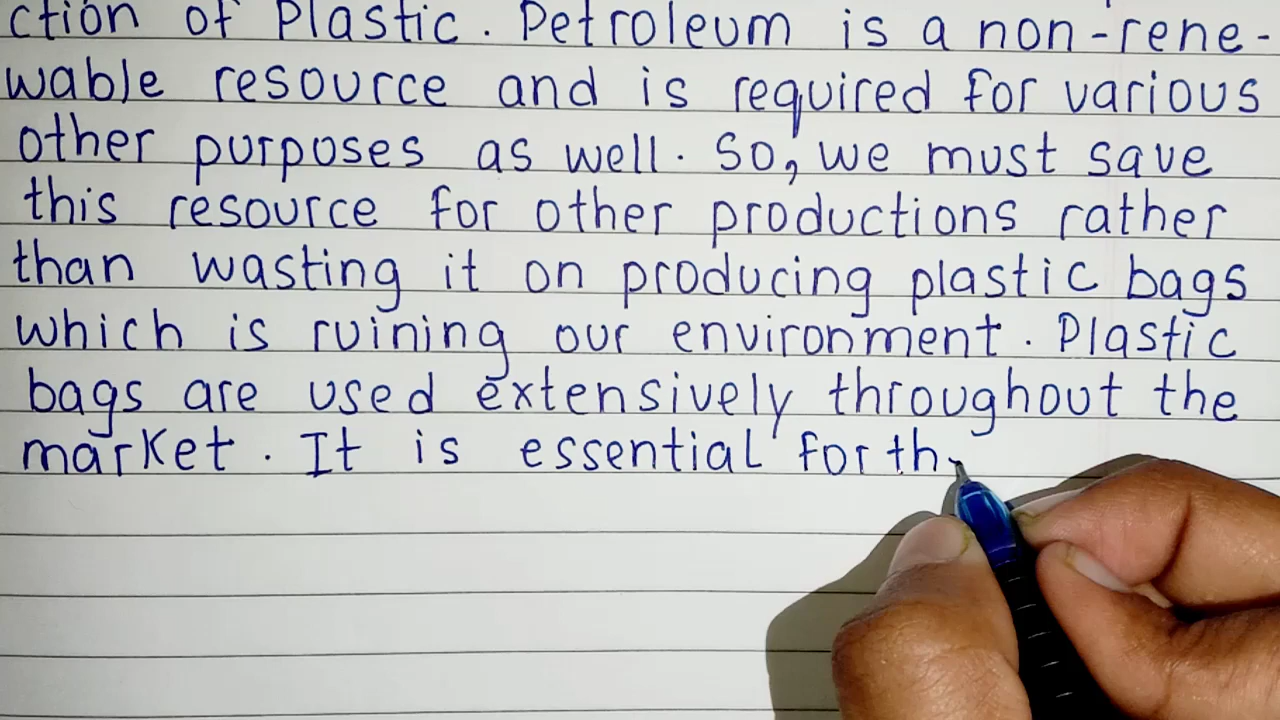 ction of Plastic. Petroleum is a non-rene-
wable resource and is required for various
other purposes as well. So, we must save
this resource for other productions rather
than wasting it on producing plastic bags
which is ruining our environment. Plastic
bags are used extensively throughout the
market. It is essential for th